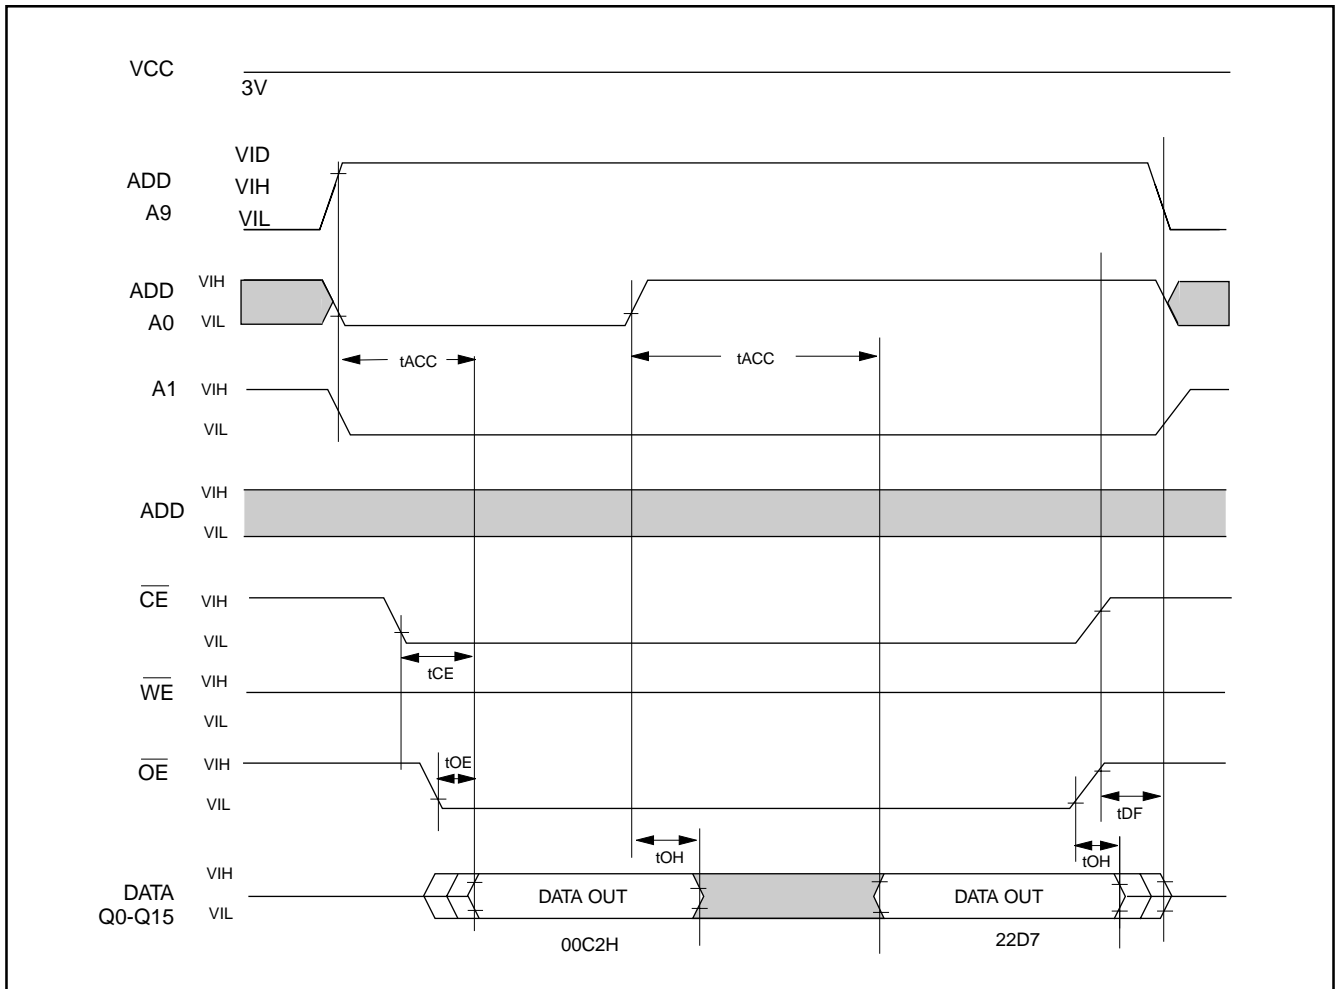 VCC
3V
VID
ADD
VIH
A9
VIL
ADD
VIH
A0
VIL
tACC
tACC
A1
VIH
VIL
ADD
VIH
VIL
CE
VIH
VIL
tCE
WE
VIH
VIL
OE
VIH
tOE
VIL
tDF
tOH
tOH
VIH
DATA
DATA OUT
DATA OUT
Q0-Q15
VIL
00C2H
22D7